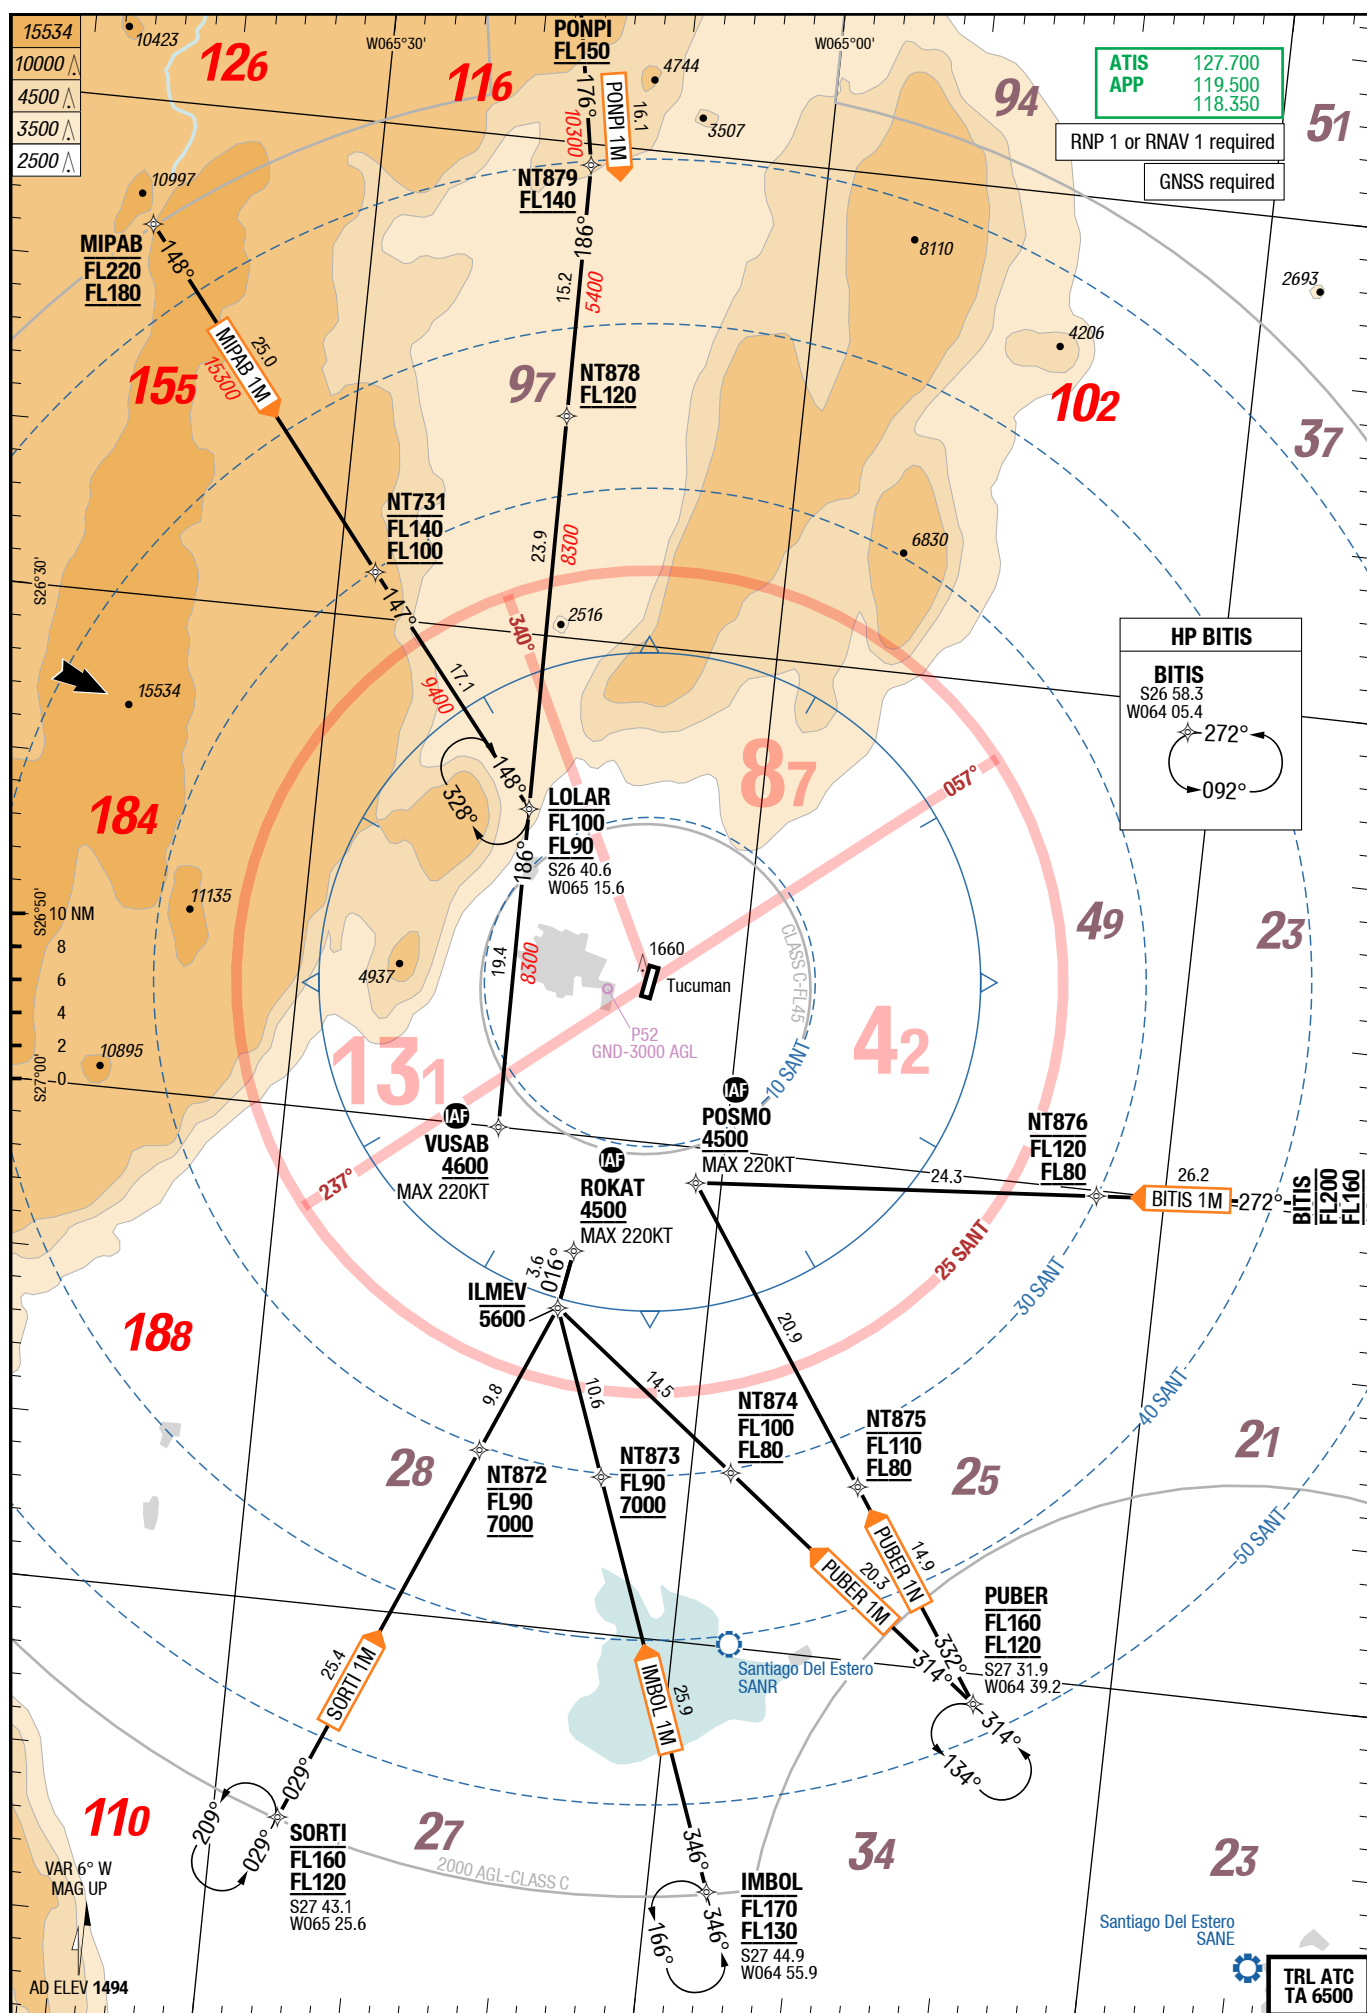 15534
10000
4500
3500
2500
10423
126
116
W065°30'
PONPI
FL150
176°
10300
PONPI 1M
16.1
4744
3507
W065°00'
94
ATIS 127.700
APP 119.500
118.350
RNP 1 or RNAV 1 required
GNSS required
51
10997
MIPAB
FL220
FL180
148°
MIPAB 1M
25.0
15300
155
NT879
FL140
186°
15.2
5400
8110
2693
4206
97
NT878
FL120
102
37
NT731
FL140
FL100
147°
17.1
9400
23.9
8300
6830
S26°30'
340°
2516
15534
HP BITIS
BITIS
S26 58.3
W064 05.4
272°
092°
184
148°
328°
87
057°
LOLAR
FL100
FL90
S26 40.6
W065 15.6
186°
11135
S26°50'
10 NM
8
6
4
2
0
S27°00'
4937
19.4
8300
1660
Tucuman
P52
GND-3000 AGL
CLASS C-FL45
10 SANT
49
23
10895
131
42
IAF
VUSAB
4600
MAX 220KT
237°
IAF
ROKAT
4500
MAX 220KT
IAF
POSMO
4500
MAX 220KT
NT876
FL120
FL80
24.3
26.2
BITIS 1M
272°
BITIS
FL200
FL160
3.6
016°
ILMEV
5600
25 SANT
30 SANT
188
20.9
9.8
10.6
14.5
NT874
FL100
FL80
NT875
FL110
FL80
40 SANT
21
28
NT872
FL90
7000
NT873
FL90
7000
25
50 SANT
PUBER 1N
14.9
PUBER 1M
20.3
PUBER
FL160
FL120
S27 31.9
W064 39.2
332°
314°
314°
134°
25.4
SORTI 1M
IMBOL 1M
25.9
Santiago Del Estero
SANR
029°
209°
029°
SORTI
FL160
FL120
S27 43.1
W065 25.6
110
27
2000 AGL-CLASS C
346°
34
23
VAR 6° W
MAG UP
AD ELEV 1494
166°
346°
IMBOL
FL170
FL130
S27 44.9
W064 55.9
Santiago Del Estero
SANE
TRL ATC
TA 6500